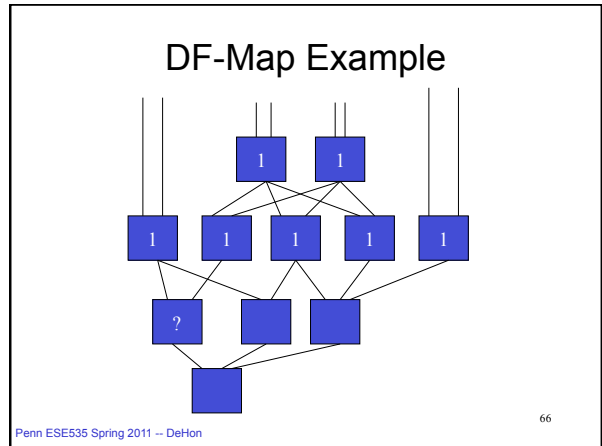 DF-Map Example
1 1
1 1 1 1 1
?
66
Penn ESE535 Spring 2011 -- DeHon